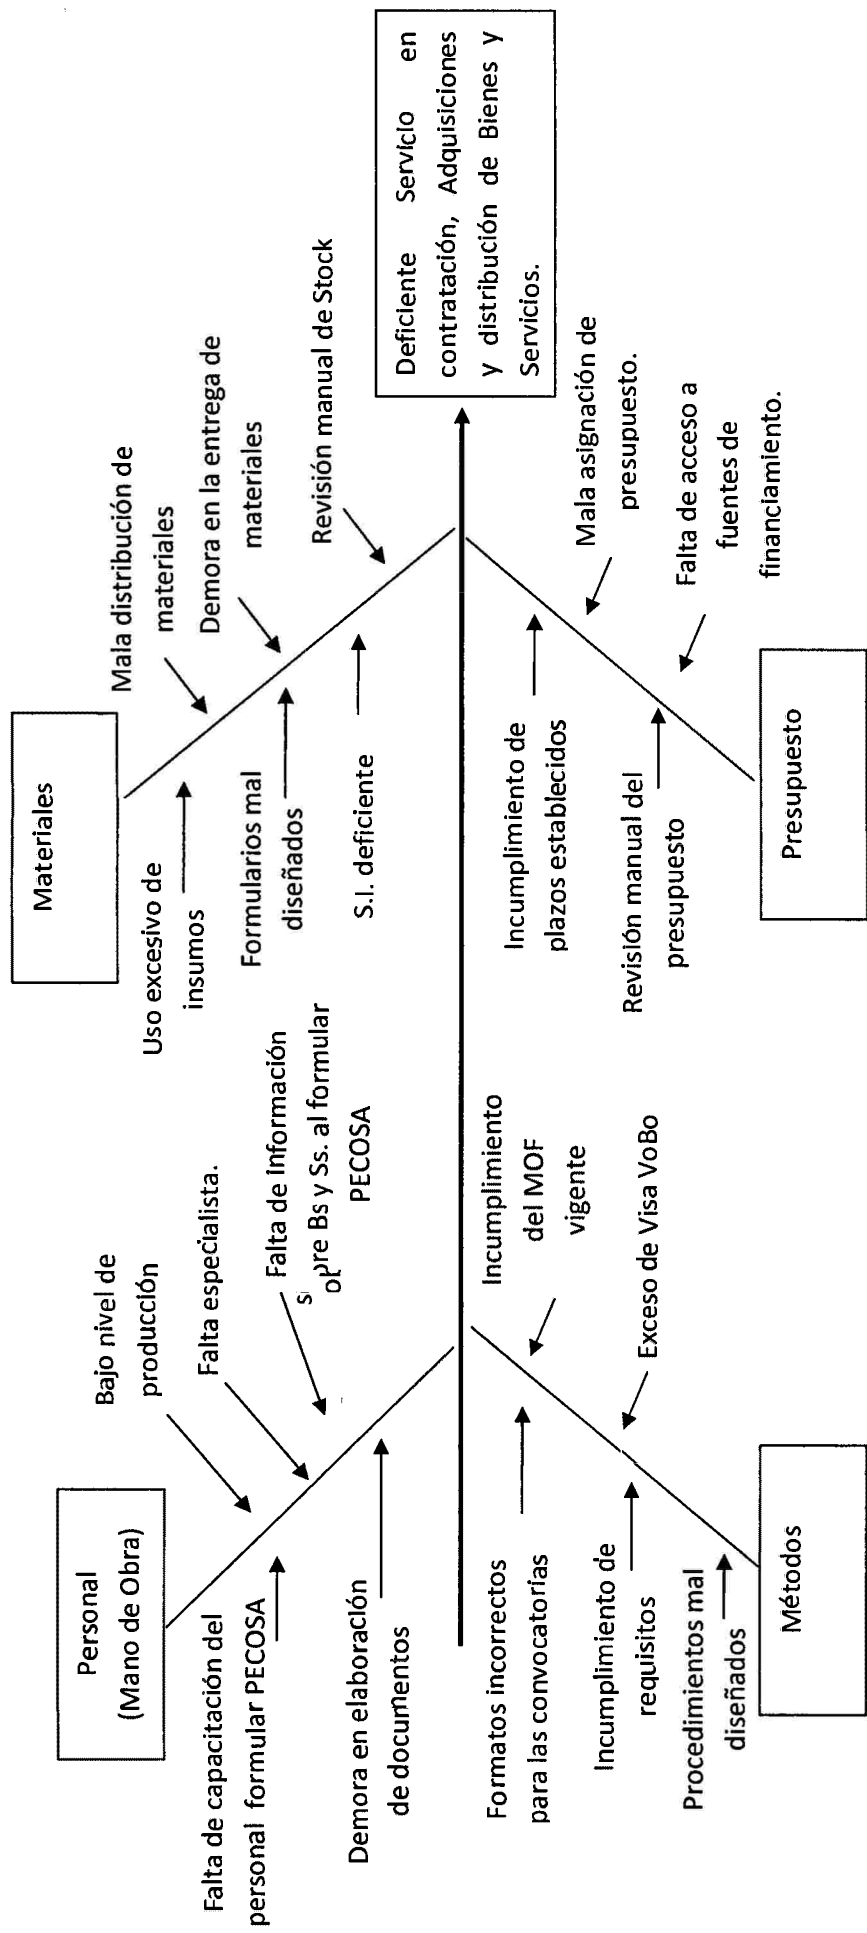 Personal
(Mano de Obra)
Bajo nivel de
producción
Falta especialista.
Falta de Información
sobre Bs y Ss. al formular
PECOSA
Falta de capacitación del
personal formular PECOSA
Demora en elaboración
de documentos
Materiales
Mala distribución de
materiales
Demora en la entrega de
materiales
Revisión manual de Stock
Uso excesivo de
insumos
Formularios mal
diseñados
S.I. deficiente
Deficiente Servicio en
contratación, Adquisiciones
y distribución de Bienes y
Servicios.
Formatos incorrectos
para las convocatorías
Incumplimiento de
requisitos
Procedimientos mal
diseñados
Incumplimiento
del MOF
vigente
Exceso de Visa VoBo
Métodos
Incumplimiento de
plazos establecidos
Revisión manual del
presupuesto
Mala asignación de
presupuesto.
Falta de acceso a
fuentes de
financiamiento.
Presupuesto